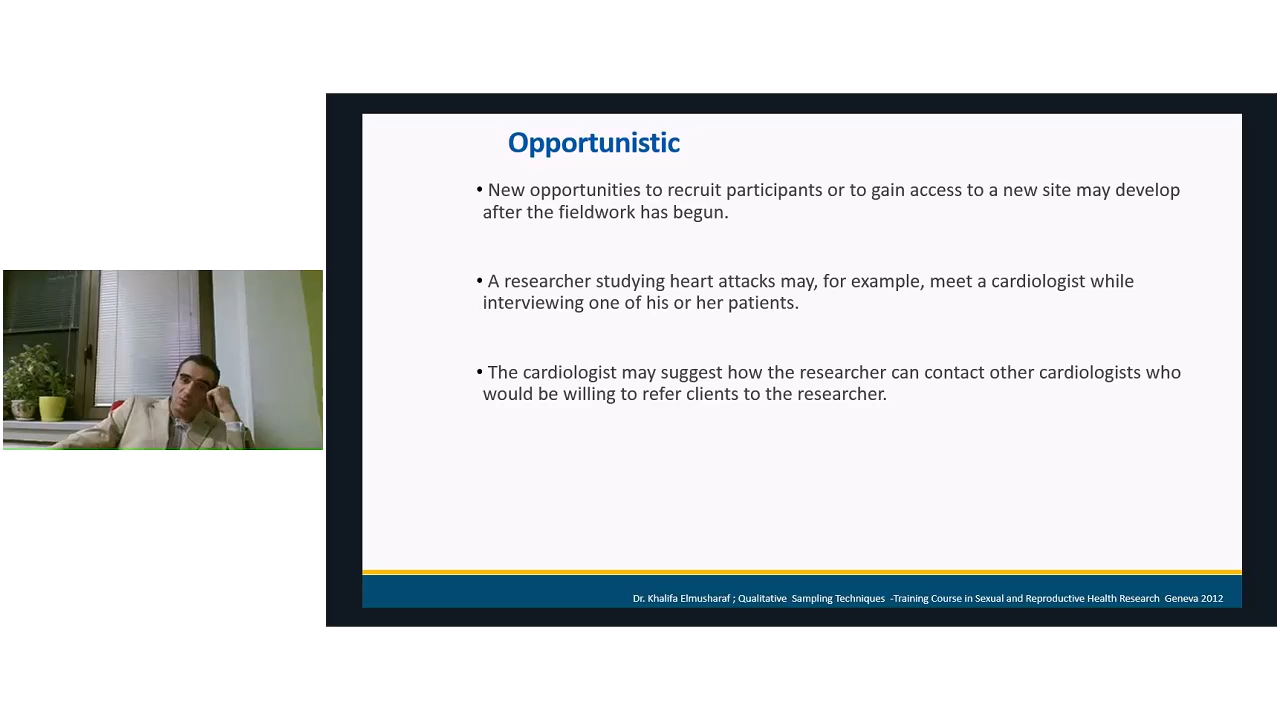 Opportunistic
• New opportunities to recruit participants or to gain access to a new site may develop
after the fieldwork has begun.
• A researcher studying heart attacks may, for example, meet a cardiologist while
interviewing one of his or her patients.
• The cardiologist may suggest how the researcher can contact other cardiologists who
would be willing to refer clients to the researcher.
Dr. Khalifa Elmusharaf ; Qualitative Sampling Techniques -Training Course in Sexual and Reproductive Health Research Geneva 2012